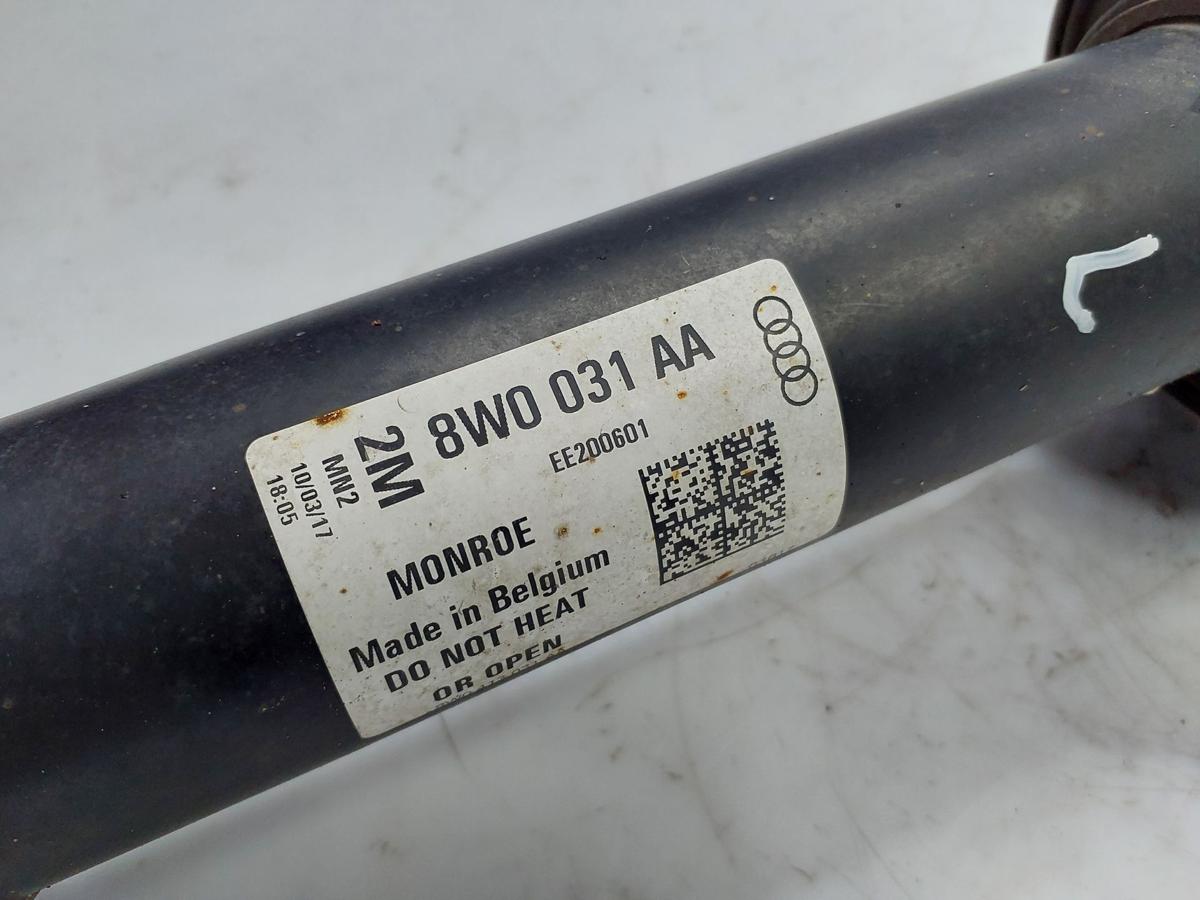 8W0 031 AA
EE200601
2M
MN2
10/03/17
18:05
MONROE
Made in Belgium
DO NOT HEAT
OR OPEN
L